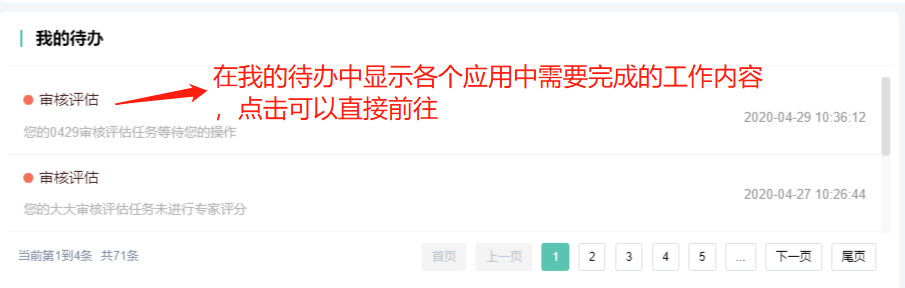 我的待办
在我的待办中显示各个应用中需要完成的工作内容
，点击可以直接前往
审核评估
您的0429审核评估任务等待您的操作
2020-04-29 10:36:12
审核评估
您的大大审核评估任务未进行专家评分
2020-04-27 10:26:44
当前第1到4条 共71条 首页 上一页 1 2 3 4 5 ... 下一页 尾页